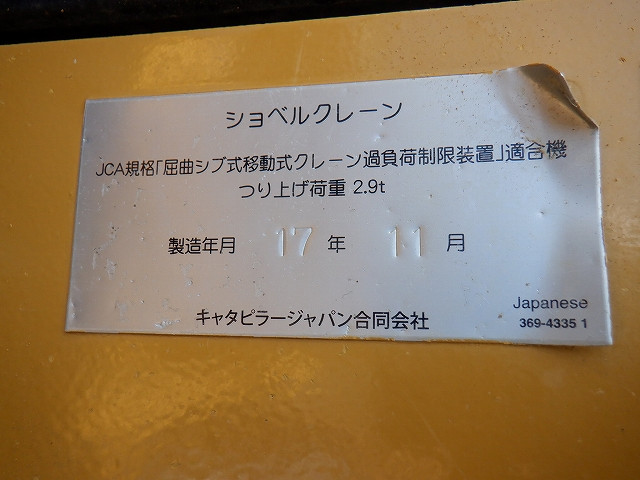 ショベルクレーン
JCA規格｢屈曲ジブ式移動式クレーン過負荷制限装置｣適合機
つり上げ荷重 2.9t
製造年月 17 年 11 月
キャタピラージャパン合同会社
Japanese
369-4335 1